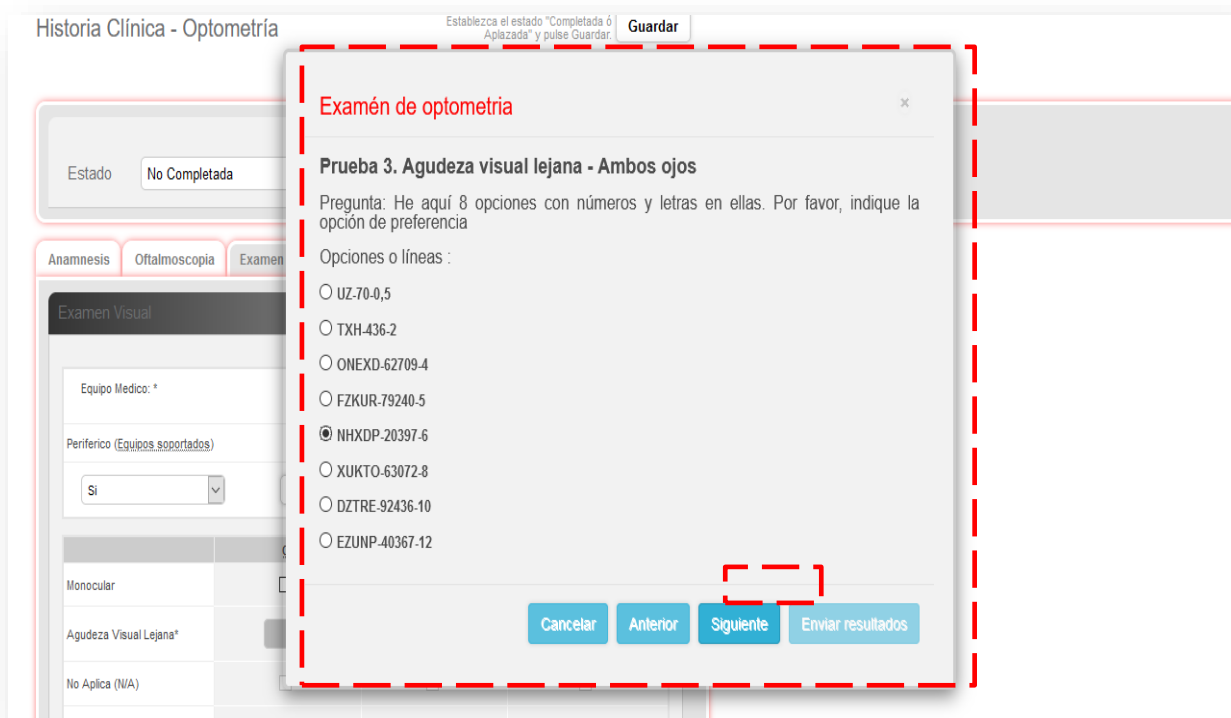 Historia Clínica - Optometría
Establezca el estado "Completada ó
Aplazada" y pulse Guardar.
Guardar
Estado
No Completada
Anamnesis
Oftalmoscopia
Examen
Examen Visual
Equipo Medico: *
Periferico (Equipos soportados)
Si
Monocular
Agudeza Visual Lejana*
No Aplica (N/A)
Examén de optometria
×
Prueba 3. Agudeza visual lejana - Ambos ojos
Pregunta: He aquí 8 opciones con números y letras en ellas. Por favor, indique la
opción de preferencia
Opciones o líneas :
UZ-70-0,5
TXH-436-2
ONEXD-62709-4
FZKUR-79240-5
NHXDP-20397-6
XUKTO-63072-8
DZTRE-92436-10
EZUNP-40367-12
Cancelar
Anterior
Siguiente
Enviar resultados